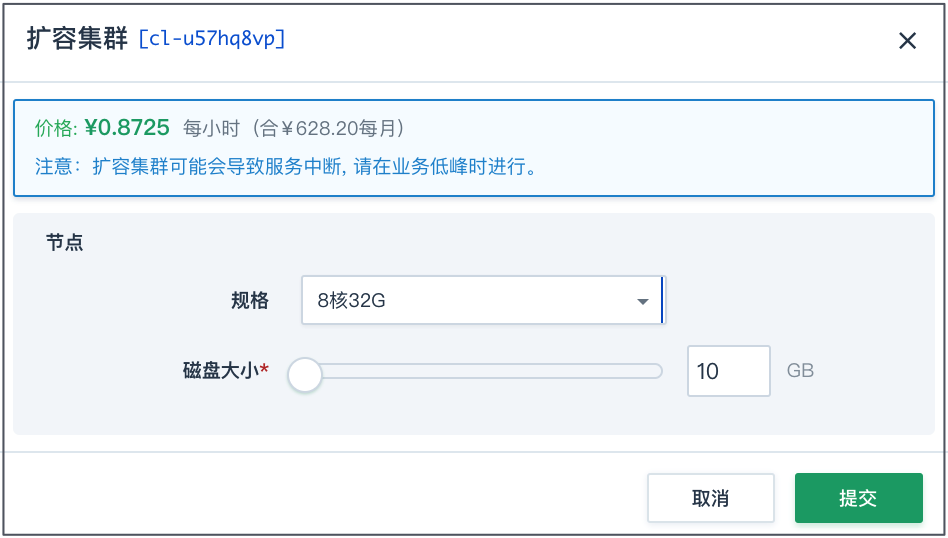 扩容集群 [cl-u57hq8vp]
价格: ¥0.8725 每小时（合￥628.20每月）
注意：扩容集群可能会导致服务中断, 请在业务低峰时进行。
节点
规格 8核32G
磁盘大小* 10 GB
取消 提交